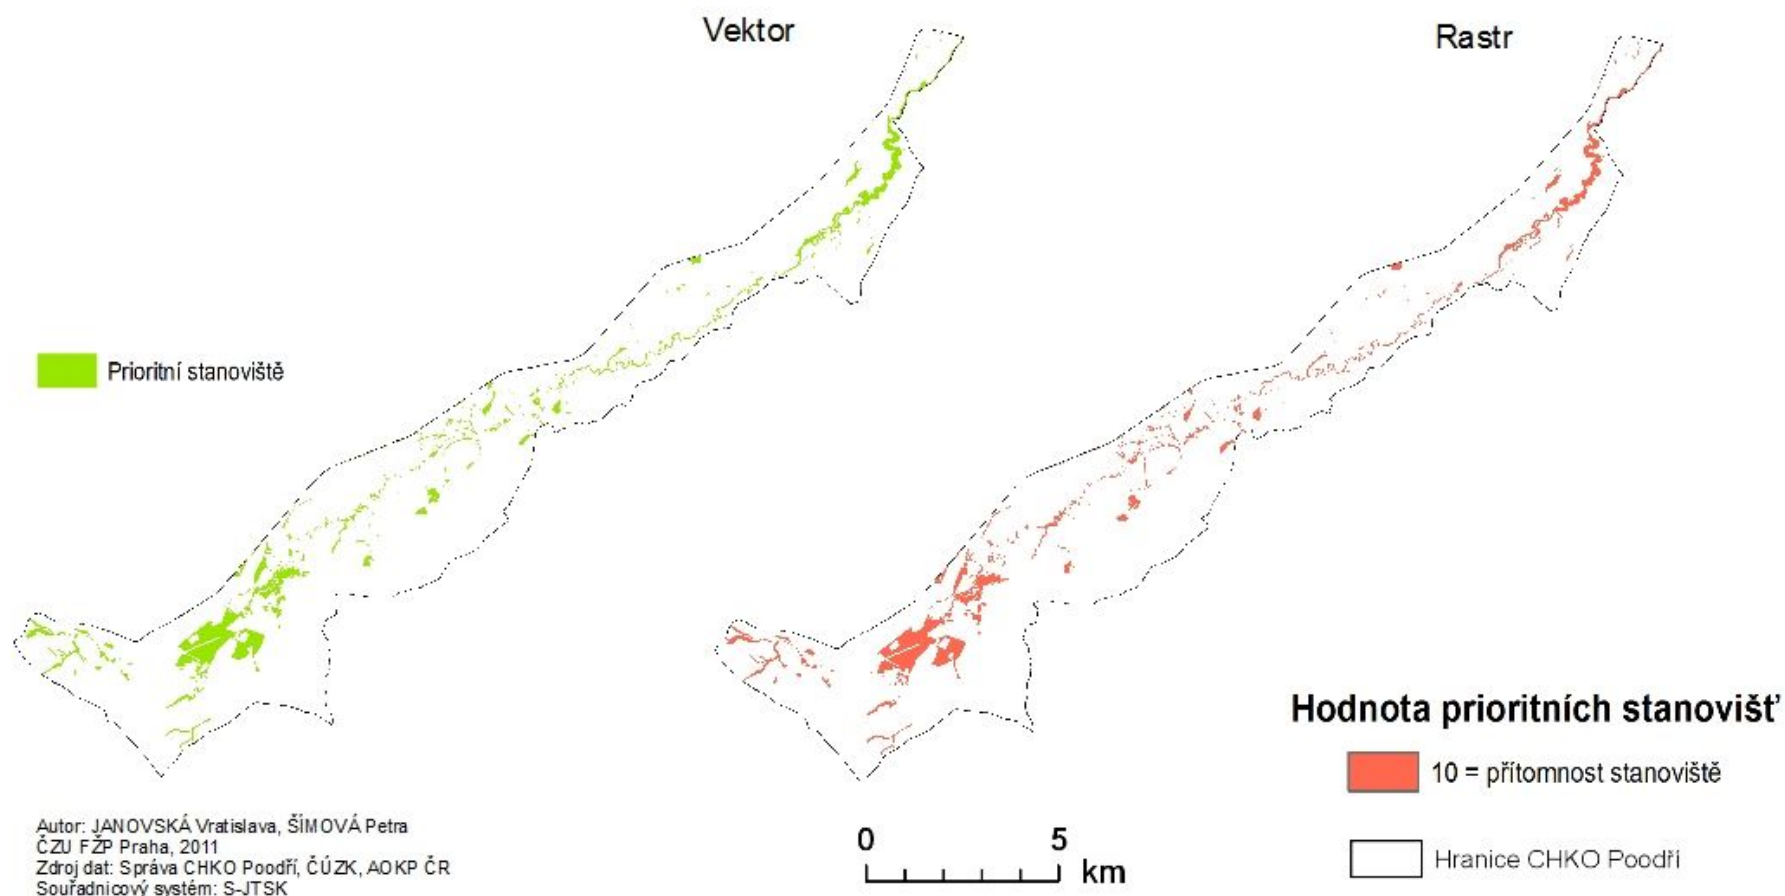 Vektor
Rastr
Prioritní stanoviště
Hodnota prioritních stanovišť
10 = přítomnost stanoviště
Hranice CHKO Poodří
0 5
km
Autor: JANOVSKÁ Vratislava, ŠÍMOVÁ Petra
ČZU FŽP Praha, 2011
Zdroj dat: Správa CHKO Poodří, ČÚZK, AOKP ČR
Souřadnicový systém: S-JTSK